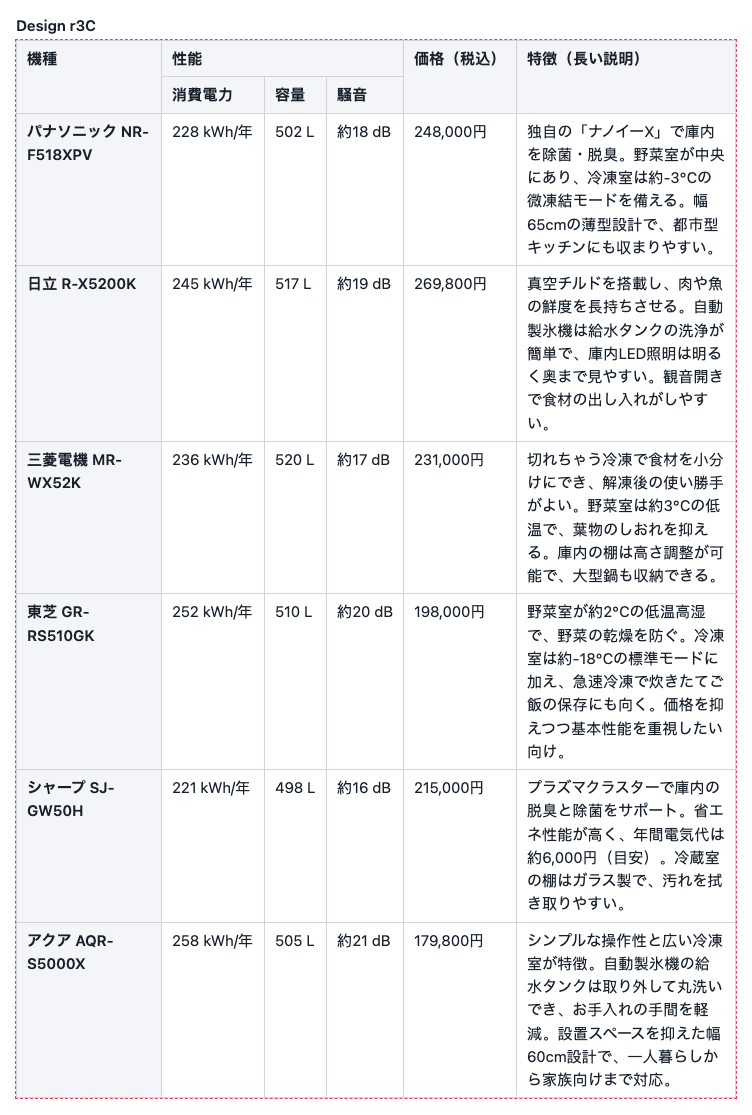 Design r3C
機種
性能
価格（税込）
特徴（長い説明）
消費電力
容量
騒音
パナソニック NR-
F518XPV
228 kWh/年
502 L
約18 dB
248,000円
独自の「ナノイーX」で庫内
を除菌・脱臭。野菜室が中央
にあり、冷凍室は約-3°Cの
微凍結モードを備える。幅
65cmの薄型設計で、都市型
キッチンにも収まりやすい。
日立 R-X5200K
245 kWh/年
517 L
約19 dB
269,800円
真空チルドを搭載し、肉や魚
の鮮度を長持ちさせる。自動
製氷機は給水タンクの洗浄が
簡単で、庫内LED照明は明る
く奥まで見やすい。観音開き
で食材の出し入れがしやす
い。
三菱電機 MR-
WX52K
236 kWh/年
520 L
約17 dB
231,000円
切れちゃう冷凍で食材を小分
けにでき、解凍後の使い勝手
がよい。野菜室は約3°Cの低
温で、葉物のしおれを抑え
る。庫内の棚は高さ調整が可
能で、大型鍋も収納できる。
東芝 GR-
RS510GK
252 kWh/年
510 L
約20 dB
198,000円
野菜室が約2°Cの低温高湿
で、野菜の乾燥を防ぐ。冷凍
室は約-18°Cの標準モードに
加え、急速冷凍で炊きたてご
飯の保存にも向く。価格を抑
えつつ基本性能を重視したい
向け。
シャープ SJ-
GW50H
221 kWh/年
498 L
約16 dB
215,000円
プラズマクラスターで庫内の
脱臭と除菌をサポート。省エ
ネ性能が高く、年間電気代は
約6,000円（目安）。冷蔵室
の棚はガラス製で、汚れを拭
き取りやすい。
アクア AQR-
S5000X
258 kWh/年
505 L
約21 dB
179,800円
シンプルな操作性と広い冷凍
室が特徴。自動製氷機の給
水タンクは取り外して丸洗い
でき、お手入れの手間を軽
減。設置スペースを抑えた幅
60cm設計で、一人暮らしか
ら家族向けまで対応。